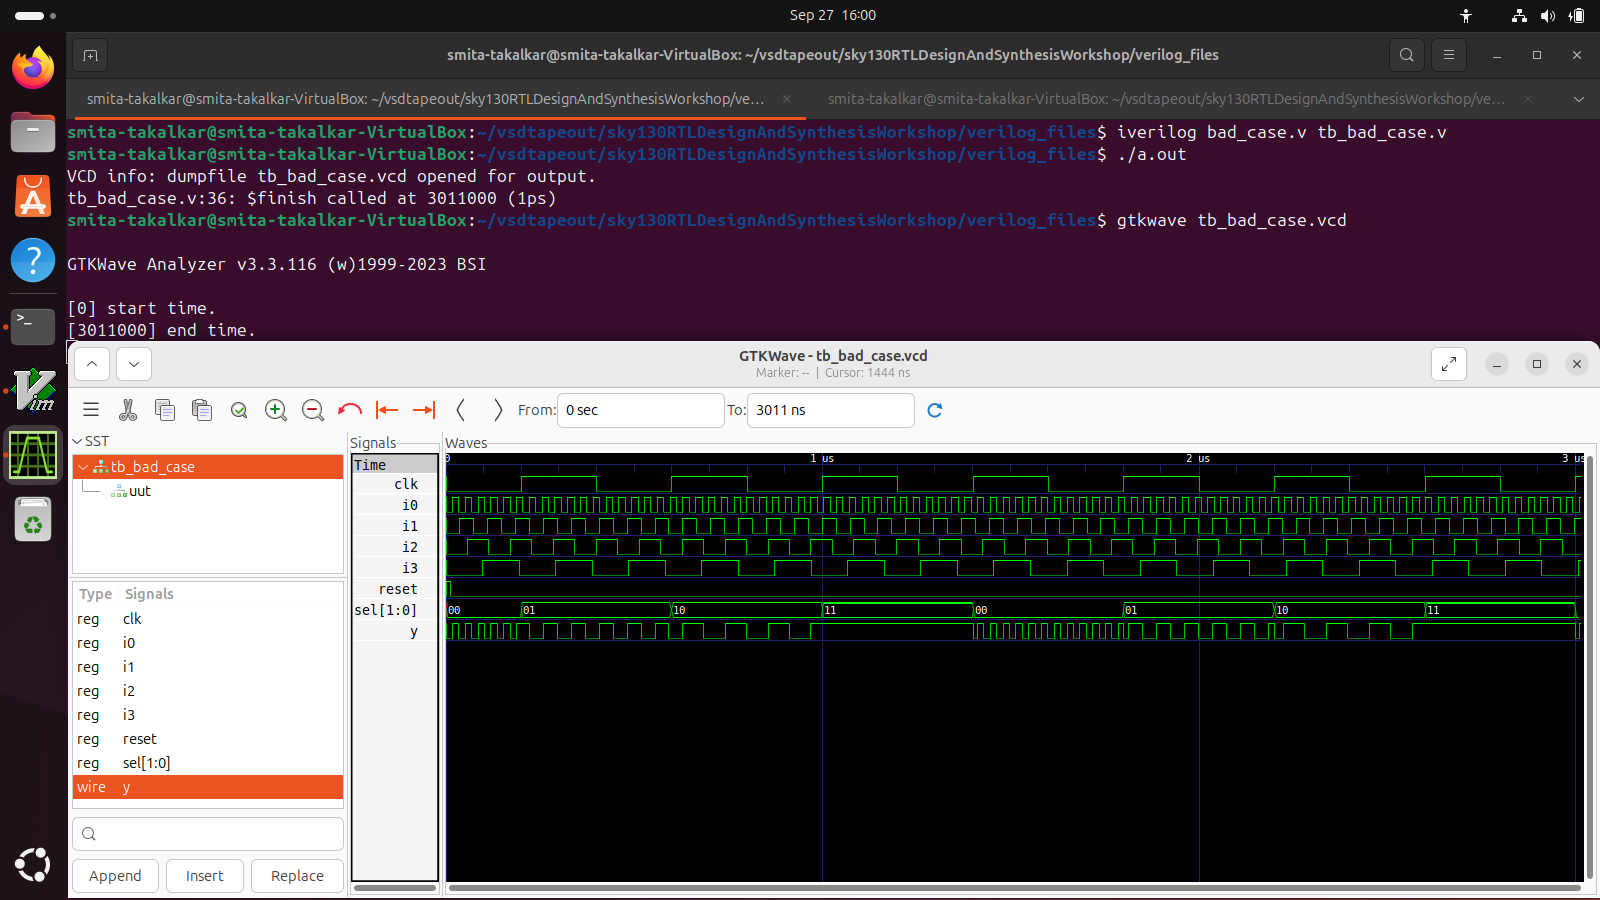 Sep 27 16:00
smita-takalkar@smita-takalkar-VirtualBox: ~/vsdtapeout/sky130RTLDesignAndSynthesisWorkshop/verilog_files
smita-takalkar@smita-takalkar-VirtualBox: ~/vsdtapeout/sky130RTLDesignAndSynthesisWorkshop/ve...
smita-takalkar@smita-takalkar-VirtualBox: ~/vsdtapeout/sky130RTLDesignAndSynthesisWorkshop/ve...
smita-takalkar@smita-takalkar-VirtualBox:~/vsdtapeout/sky130RTLDesignAndSynthesisWorkshop/verilog_files$ iverilog bad_case.v tb_bad_case.v
smita-takalkar@smita-takalkar-VirtualBox:~/vsdtapeout/sky130RTLDesignAndSynthesisWorkshop/verilog_files$ ./a.out
VCD info: dumpfile tb_bad_case.vcd opened for output.
tb_bad_case.v:36: $finish called at 3011000 (1ps)
smita-takalkar@smita-takalkar-VirtualBox:~/vsdtapeout/sky130RTLDesignAndSynthesisWorkshop/verilog_files$ gtkwave tb_bad_case.vcd
GTKWave Analyzer v3.3.116 (w)1999-2023 BSI
[0] start time.
[3011000] end time.
GTKWave - tb_bad_case.vcd
Marker: -- | Cursor: 1444 ns
From: 0 sec To: 3011 ns
SST
tb_bad_case
uut
Type Signals
reg clk
reg i0
reg i1
reg i2
reg i3
reg reset
reg sel[1:0]
wire y
Append Insert Replace
Signals
Time
clk
i0
i1
i2
i3
reset
sel[1:0]
y
Waves
0 1 us 2 us 3 us
00 01 10 11 00 01 10 11